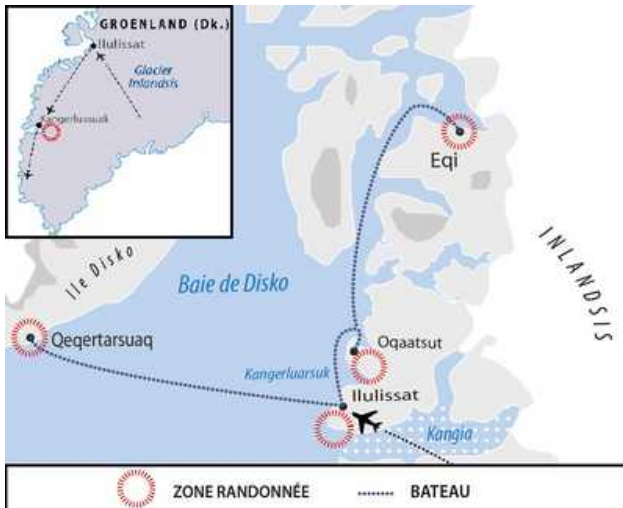 GROENLAND (Dk.)
Ilulissat
Glacier
Inlandsis
Kangerlussuak
Eqi
INLANDSIS
Ile Disko
Baie de Disko
Qeqertarsuaq
Oqaatsut
Kangerluarsuk
Ilulissat
Kangia
ZONE RANDONNÉE
BATEAU